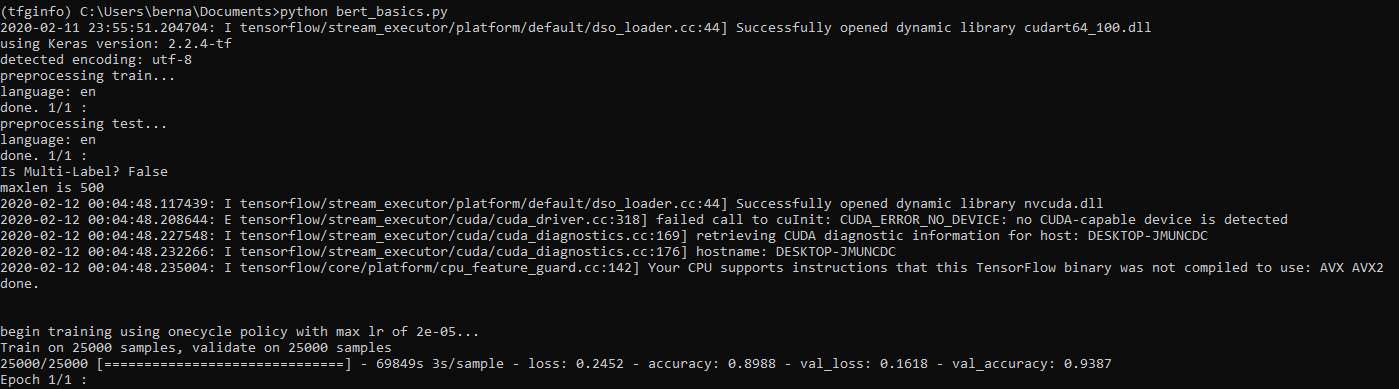 (tfginfo) C:\Users\berna\Documents>python bert_basics.py
2020-02-11 23:55:51.204704: I tensorflow/stream_executor/platform/default/dso_loader.cc:44] Successfully opened dynamic library cudart64_100.dll
using Keras version: 2.2.4-tf
detected encoding: utf-8
preprocessing train...
language: en
done. 1/1 :
preprocessing test...
language: en
done. 1/1 :
Is Multi-Label? False
maxlen is 500
2020-02-12 00:04:48.117439: I tensorflow/stream_executor/platform/default/dso_loader.cc:44] Successfully opened dynamic library nvcuda.dll
2020-02-12 00:04:48.208644: E tensorflow/stream_executor/cuda/cuda_driver.cc:318] failed call to cuInit: CUDA_ERROR_NO_DEVICE: no CUDA-capable device is detected
2020-02-12 00:04:48.227548: I tensorflow/stream_executor/cuda/cuda_diagnostics.cc:169] retrieving CUDA diagnostic information for host: DESKTOP-JMUNCDC
2020-02-12 00:04:48.232266: I tensorflow/stream_executor/cuda/cuda_diagnostics.cc:176] hostname: DESKTOP-JMUNCDC
2020-02-12 00:04:48.235004: I tensorflow/core/platform/cpu_feature_guard.cc:142] Your CPU supports instructions that this TensorFlow binary was not compiled to use: AVX AVX2
done.
begin training using onecycle policy with max lr of 2e-05...
Train on 25000 samples, validate on 25000 samples
25000/25000 [==============================] - 69849s 3s/sample - loss: 0.2452 - accuracy: 0.8988 - val_loss: 0.1618 - val_accuracy: 0.9387
Epoch 1/1 :